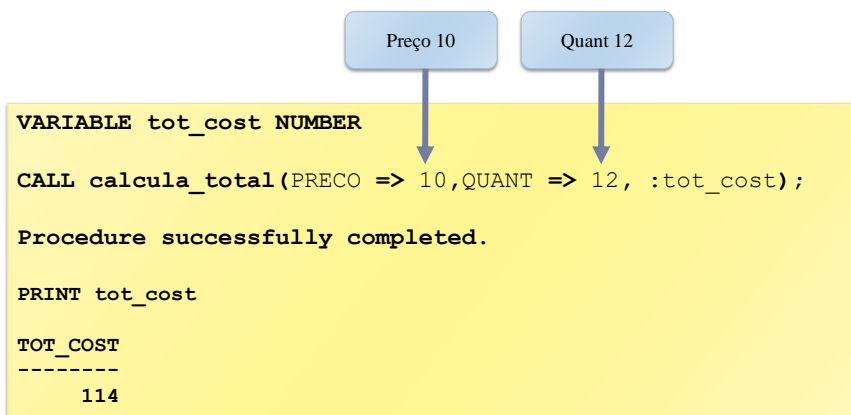 Preço 10
Quant 12
VARIABLE tot_cost NUMBER
CALL calcula_total(PRECO => 10,QUANT => 12, :tot_cost);
Procedure successfully completed.
PRINT tot_cost
TOT_COST
--------
114